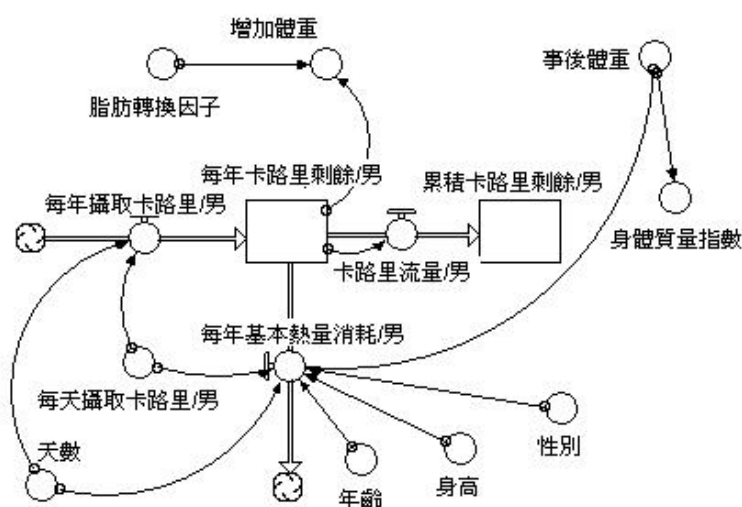 增加體重
事後體重
脂肪轉換因子
每年卡路里剩餘/男
累積卡路里剩餘/男
每年攝取卡路里/男
身體質量指數
卡路里流量/男
每年基本熱量消耗/男
每天攝取卡路里/男
天數
性別
身高
年齡